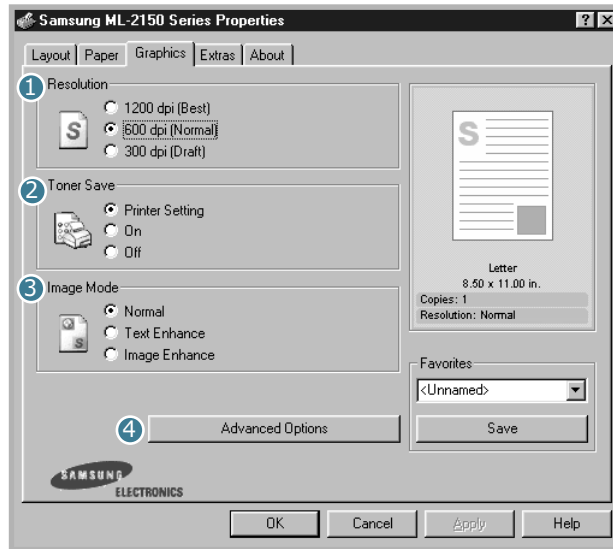 Samsung ML-2150 Series Properties
Layout Paper Graphics Extras About
1 Resolution
1200 dpi (Best)
600 dpi (Normal)
300 dpi (Draft)
2 Toner Save
Printer Setting
On
Off
3 Image Mode
Normal
Text Enhance
Image Enhance
4 Advanced Options
S
S
S
Letter
8.50 x 11.00 in.
Copies: 1
Resolution: Normal
Favorites
<Unnamed>
Save
SAMSUNG
ELECTRONICS
OK Cancel Apply Help